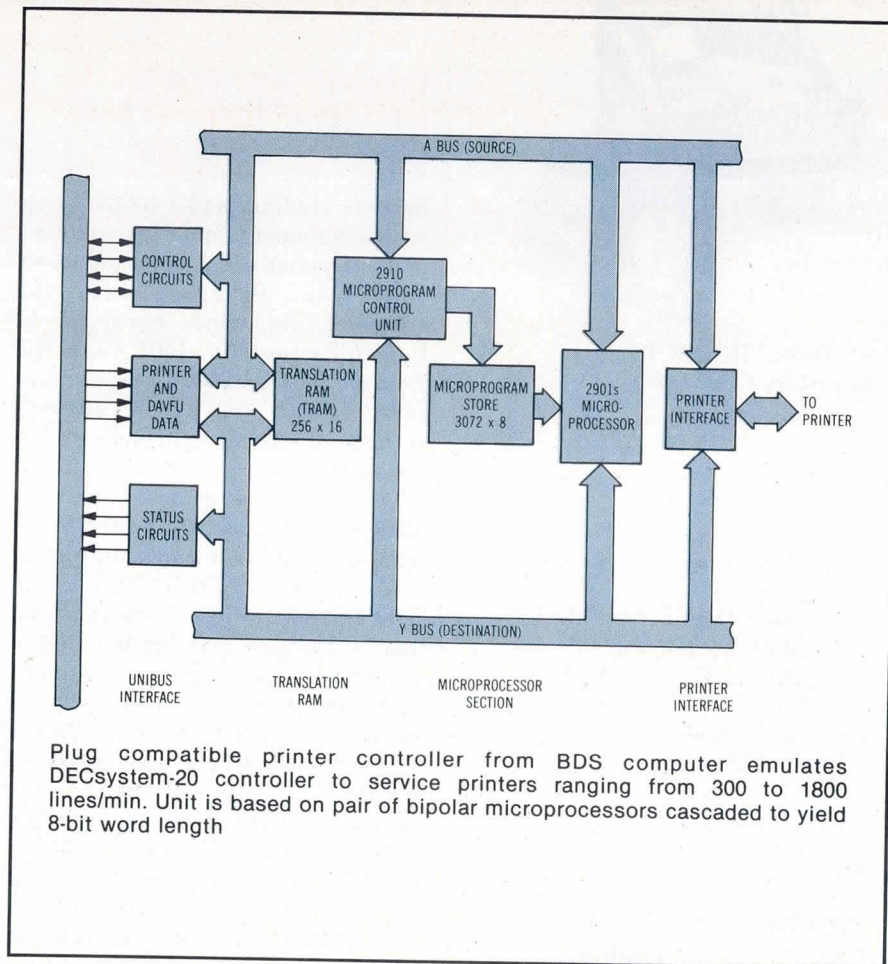 A BUS (SOURCE)
CONTROL
CIRCUITS
2910
MICROPROGRAM
CONTROL
UNIT
PRINTER
AND
DAVFU
DATA
TRANSLATION
RAM
(TRAM)
256 x 16
MICROPROGRAM
STORE
3072 x 8
2901s
MICRO-
PROCESSOR
PRINTER
INTERFACE
TO
PRINTER
STATUS
CIRCUITS
Y BUS (DESTINATION)
UNIBUS
INTERFACE
TRANSLATION
RAM
MICROPROCESSOR
SECTION
PRINTER
INTERFACE
Plug compatible printer controller from BDS computer emulates
DECsystem-20 controller to service printers ranging from 300 to 1800
lines/min. Unit is based on pair of bipolar microprocessors cascaded to yield
8-bit word length